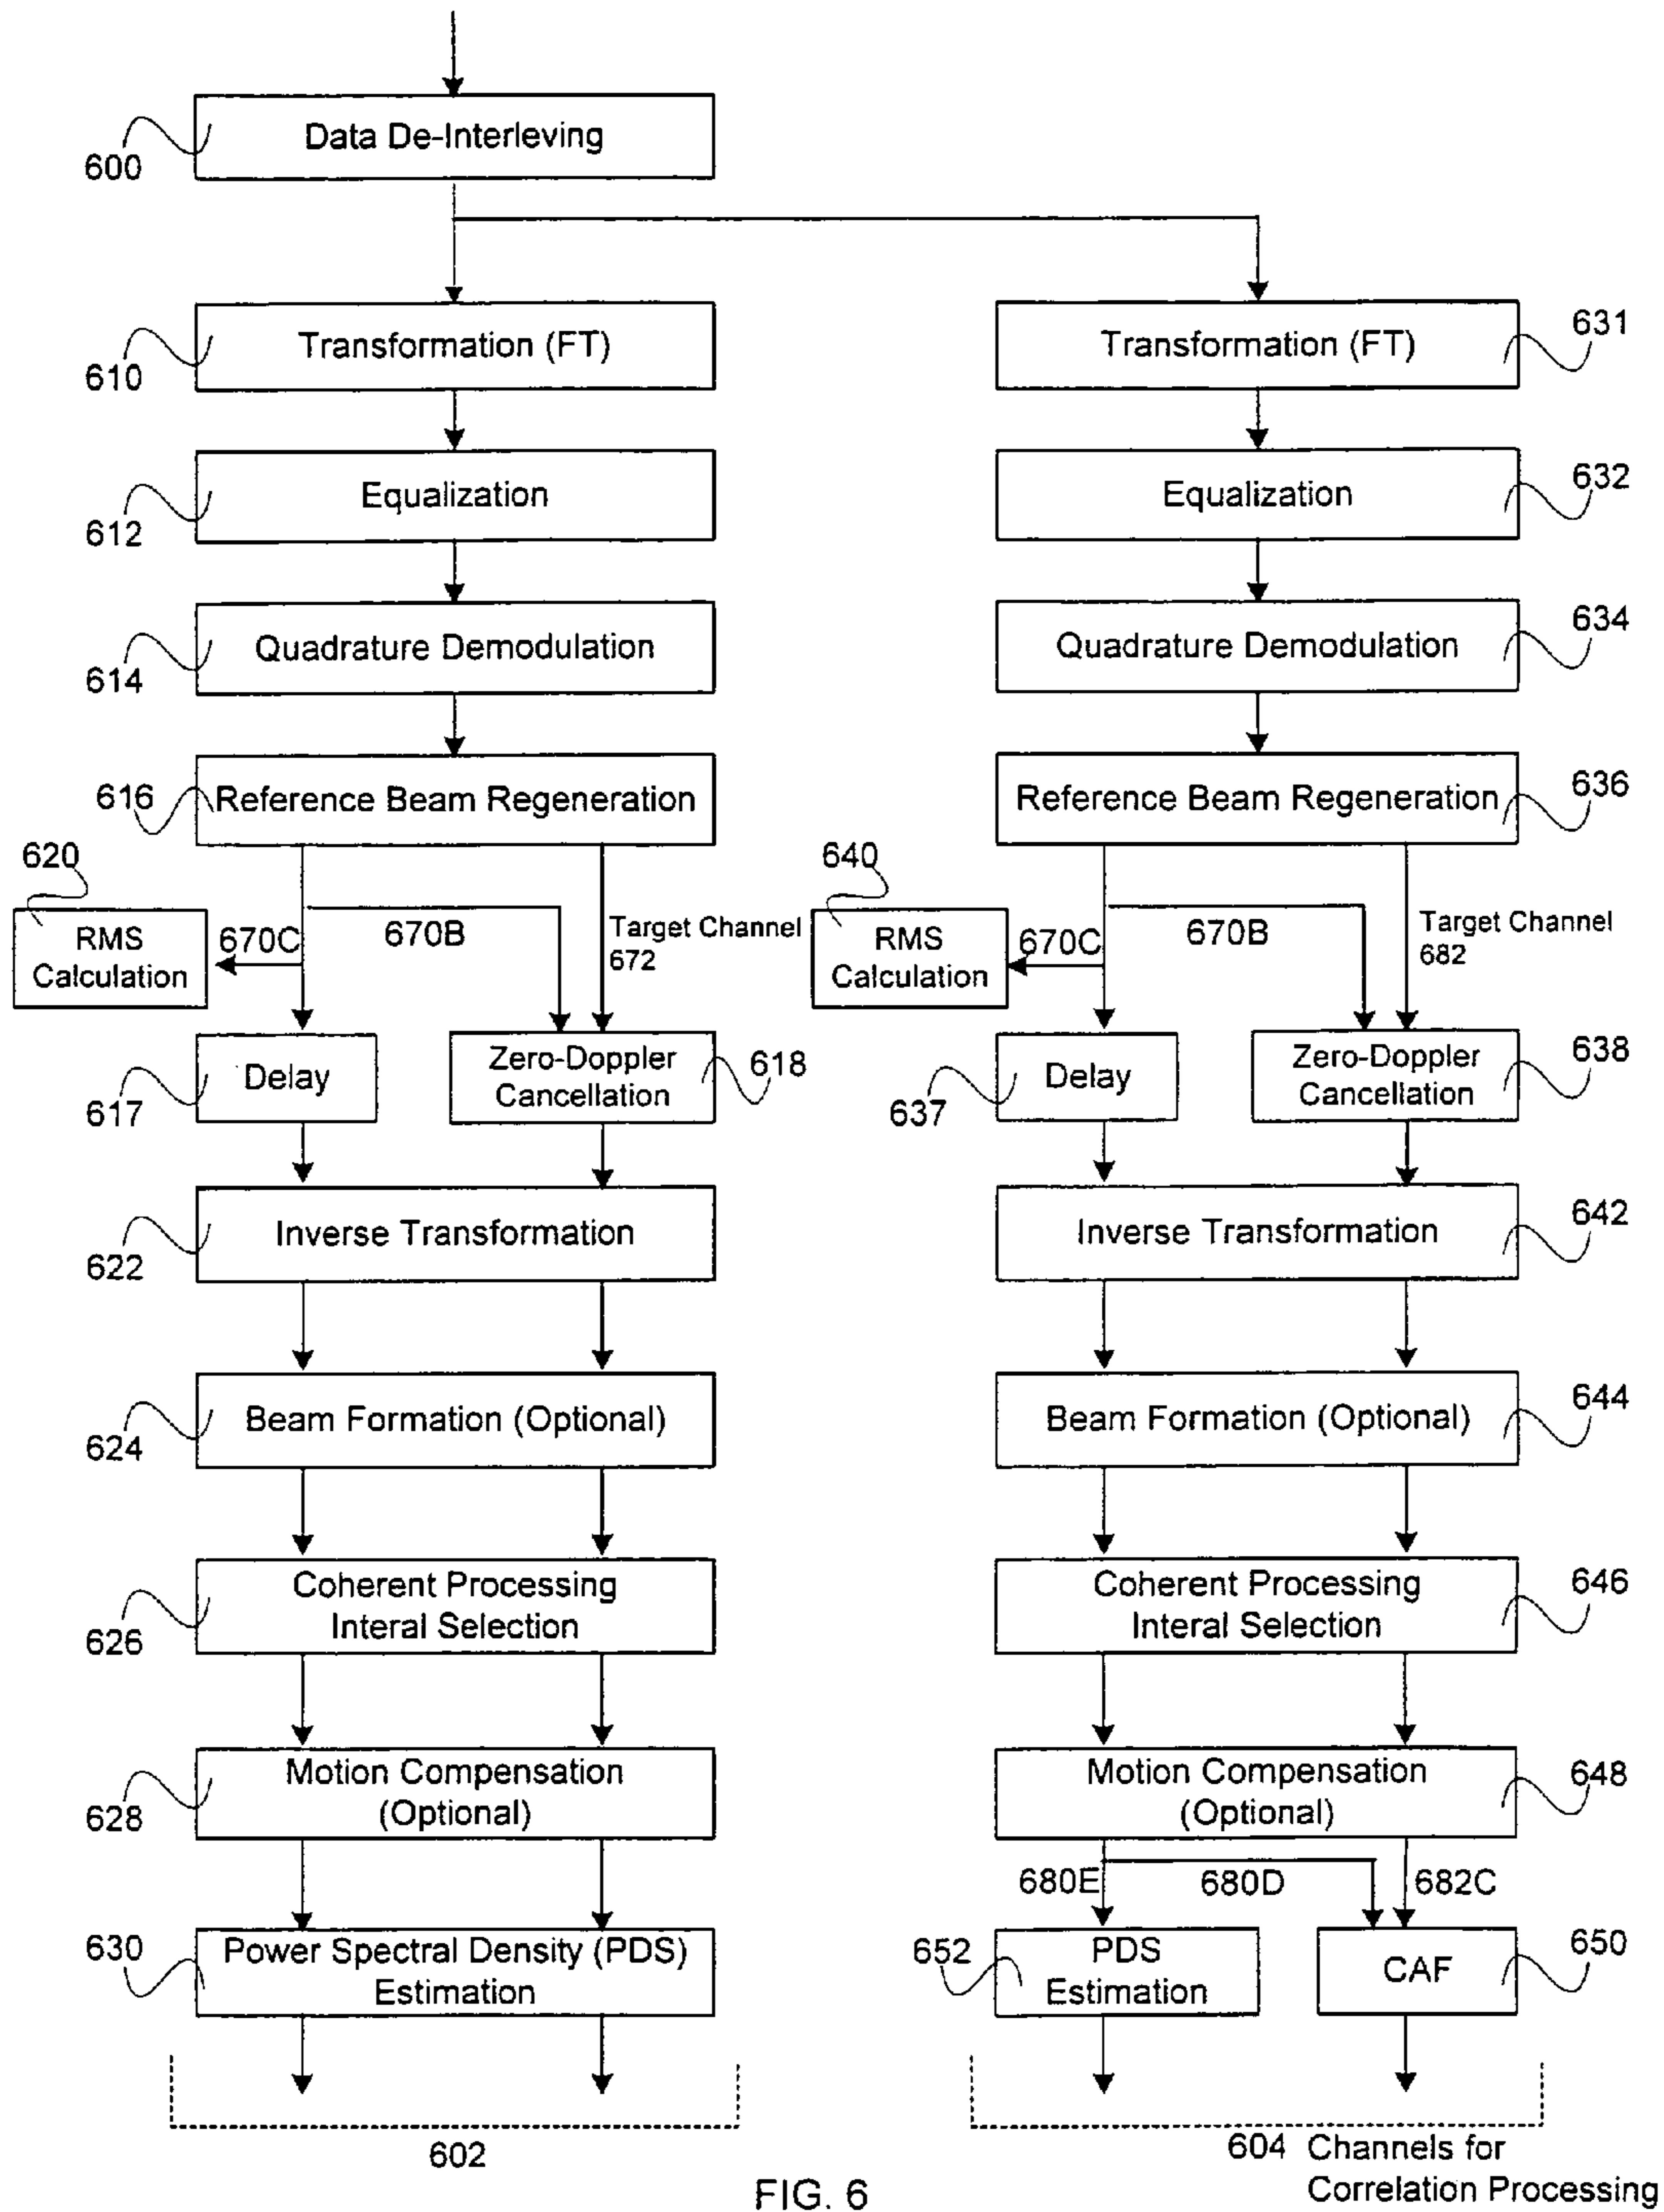 Data De-Interleving
600
Transformation (FT)
610
Transformation (FT)
631
Equalization
612
Equalization
632
Quadrature Demodulation
614
Quadrature Demodulation
634
616
Reference Beam Regeneration
Reference Beam Regeneration
636
620
RMS
Calculation
670C
670B
Target Channel
672
640
RMS
Calculation
670C
670B
Target Channel
682
Delay
617
Zero-Doppler
Cancellation
618
Delay
637
Zero-Doppler
Cancellation
638
Inverse Transformation
622
Inverse Transformation
642
Beam Formation (Optional)
624
Beam Formation (Optional)
644
Coherent Processing
Interal Selection
626
Coherent Processing
Interal Selection
646
Motion Compensation
(Optional)
628
Motion Compensation
(Optional)
648
680E
680D
682C
630
Power Spectral Density (PDS)
Estimation
652
PDS
Estimation
CAF
650
602
604 Channels for
Correlation Processing
FIG. 6